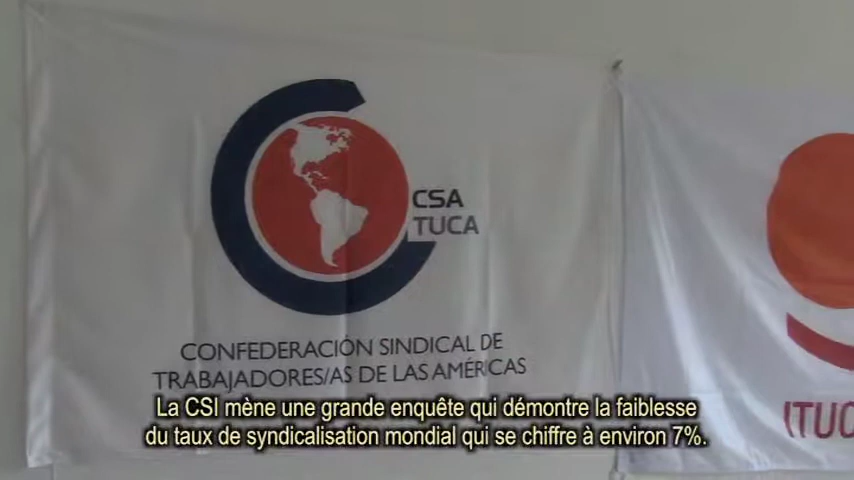 CSA
TUCA
CONFEDERACIÓN SINDICAL DE
TRABAJADORES/AS DE LAS AMÉRICAS
ITUC
La CSI mène une grande enquête qui démontre la faiblesse
du taux de syndicalisation mondial qui se chiffre à environ 7%.